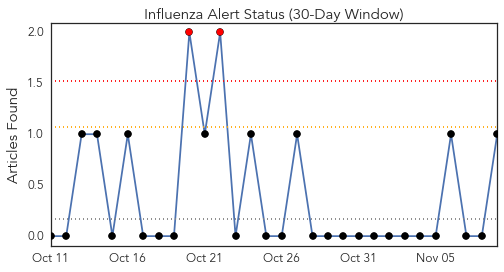 Influenza Alert Status (30-Day Window)
Articles Found
2.0
1.5
1.0
0.5
0.0
Oct 11 Oct 16 Oct 21 Oct 26 Oct 31 Nov 05